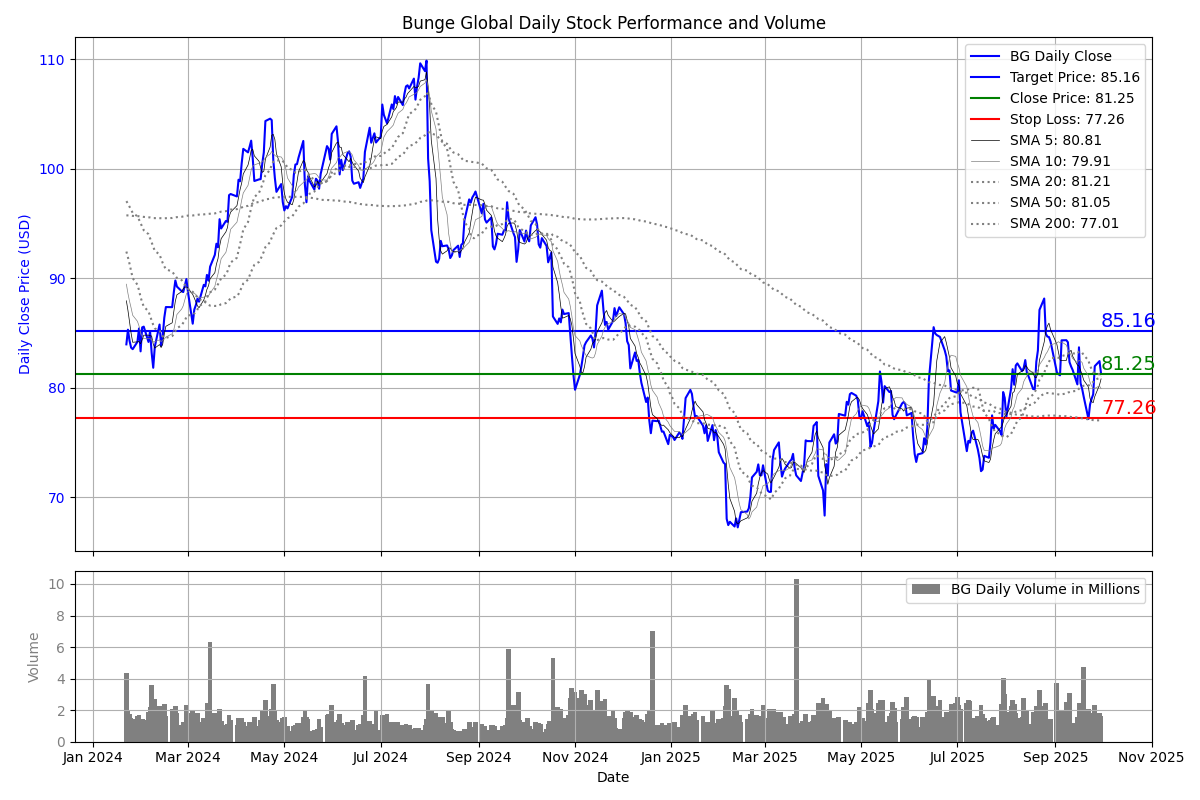 Bunge Global Daily Stock Performance and Volume
Daily Close Price (USD)
110
100
90
80
70
BG Daily Close
Target Price: 85.16
Close Price: 81.25
Stop Loss: 77.26
SMA 5: 80.81
SMA 10: 79.91
SMA 20: 81.21
SMA 50: 81.05
SMA 200: 77.01
85.16
81.25
77.26
Volume
10
8
6
4
2
0
BG Daily Volume in Millions
Jan 2024 Mar 2024 May 2024 Jul 2024 Sep 2024 Nov 2024 Jan 2025 Mar 2025 May 2025 Jul 2025 Sep 2025 Nov 2025
Date